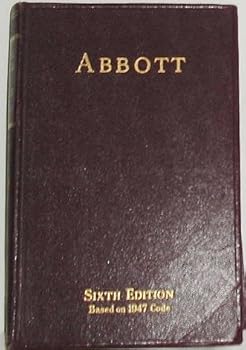 ABBOTT
SIXTH EDITION
Based on 1947 Code